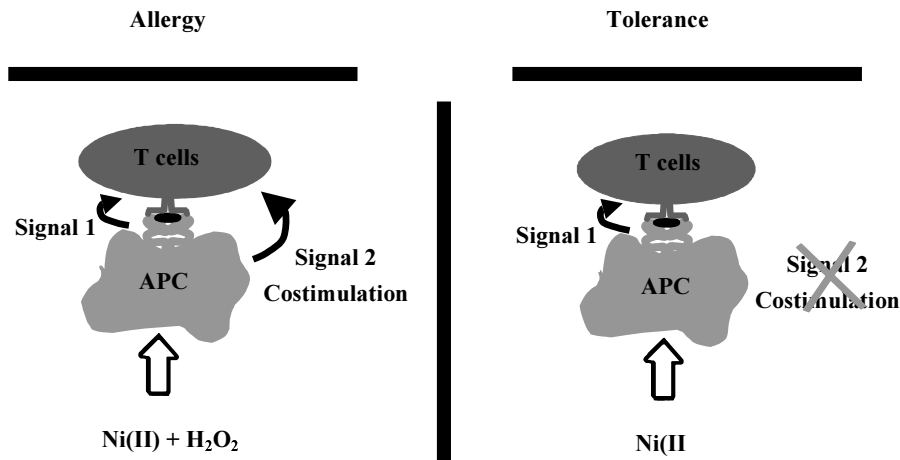 Allergy
T cells
Signal 1
APC
Signal 2
Costimulation
Ni(II) + H₂O₂
Tolerance
T cells
Signal 1
APC
Signal 2
Costimulation
Ni(II